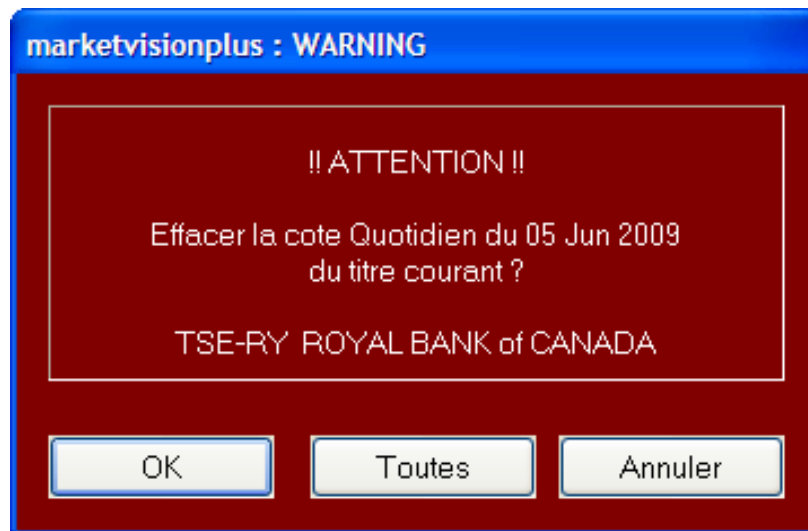 marketvisionplus : WARNING
!! ATTENTION !!
Effacer la cote Quotidien du 05 Jun 2009
du titre courant ?
TSE-RY ROYAL BANK of CANADA
OK
Toutes
Annuler